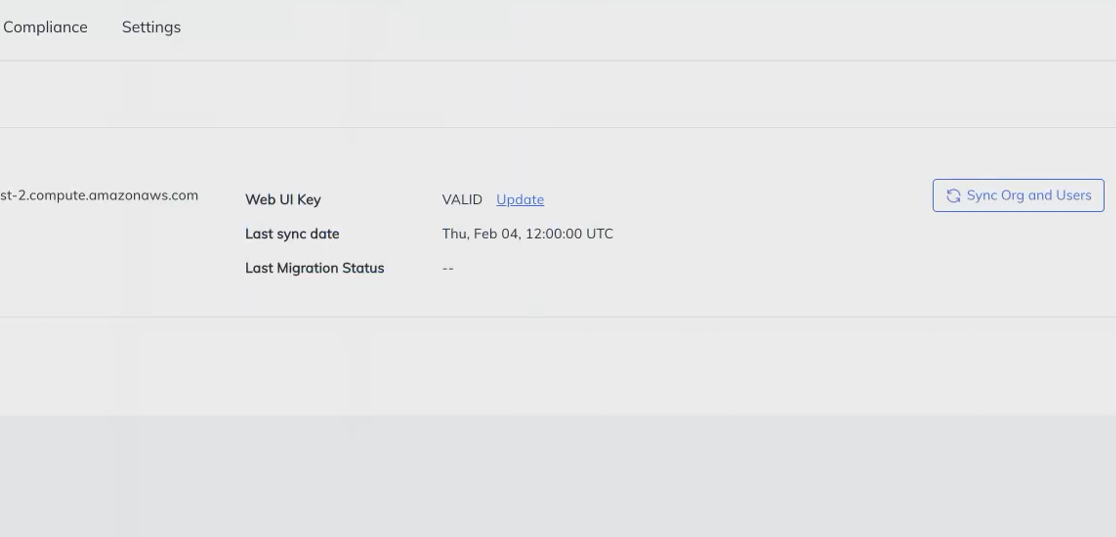 Compliance Settings
st-2.compute.amazonaws.com
Web UI Key VALID Update
Sync Org and Users
Last sync date Thu, Feb 04, 12:00:00 UTC
Last Migration Status --